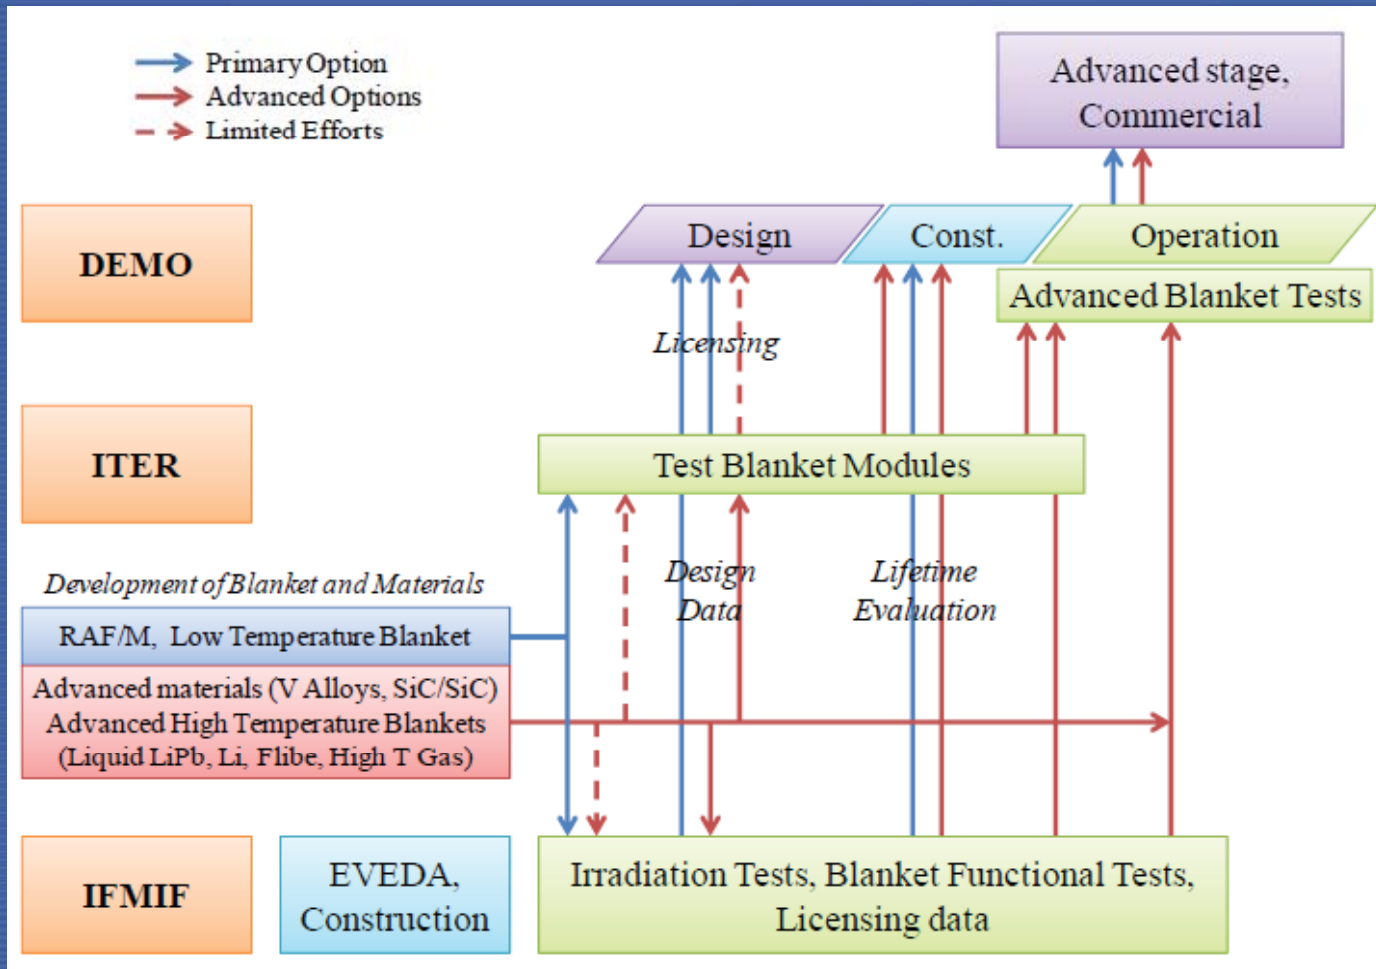 Primary Option
Advanced Options
Limited Efforts
Advanced stage,
Commercial
DEMO
Design
Const.
Operation
Advanced Blanket Tests
Licensing
ITER
Test Blanket Modules
Development of Blanket and Materials
Design
Data
Lifetime
Evaluation
RAF/M, Low Temperature Blanket
Advanced materials (V Alloys, SiC/SiC)
Advanced High Temperature Blankets
(Liquid LiPb, Li, Flibe, High T Gas)
IFMIF
EVEDA,
Construction
Irradiation Tests, Blanket Functional Tests,
Licensing data